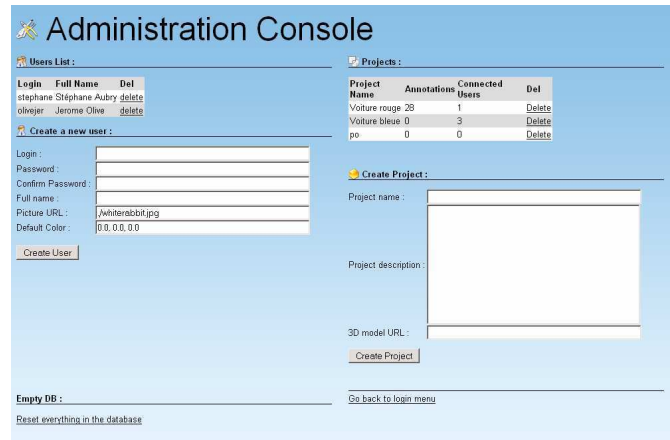 Administration Console
Users List :
Login Full Name Del
stephane Stéphane Aubry delete
olivejer Jerome Olive delete
Create a new user :
Login :
Password :
Confirm Password :
Full name :
Picture URL : ./whiterabbit.jpg
Default Color : 0.0, 0.0, 0.0
Create User
Empty DB :
Reset everything in the database
Projects :
Project Name Annotations Connected Users Del
Voiture rouge 28 1 Delete
Voiture bleue 0 3 Delete
po 0 0 Delete
Create Project :
Project name :
Project description :
3D model URL :
Create Project
Go back to login menu